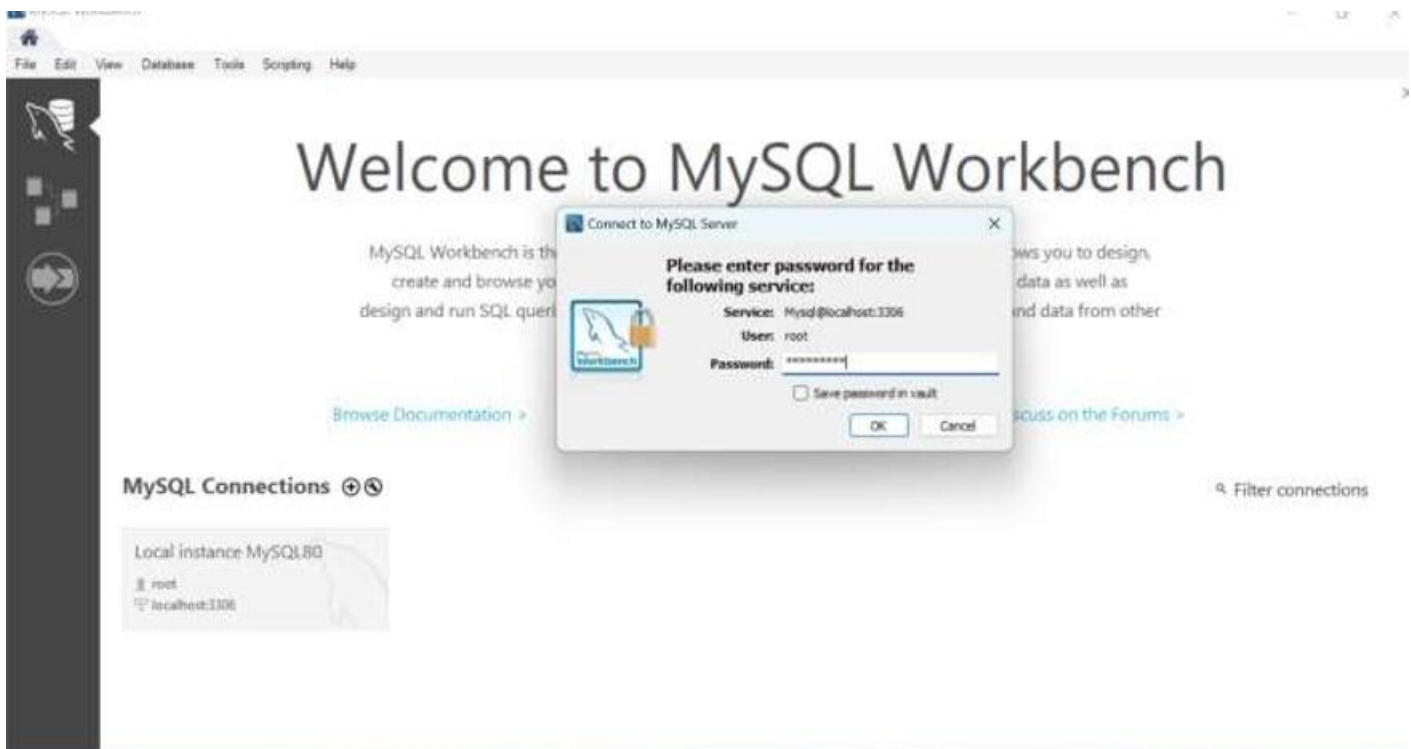 File Edit View Database Tools Scripting Help
Welcome to MySQL Workbench
Connect to MySQL Server
Please enter password for the
following service:
Service: Mysql@localhost:3306
User: root
Password: *********
Save password in vault
OK Cancel
MySQL Workbench is th
create and browse yo
design and run SQL queri
ows you to design,
data as well as
nd data from other
Browse Documentation >
scuss on the Forums >
MySQL Connections
Filter connections
Local instance MySQL80
root
localhost:3306
Workbench